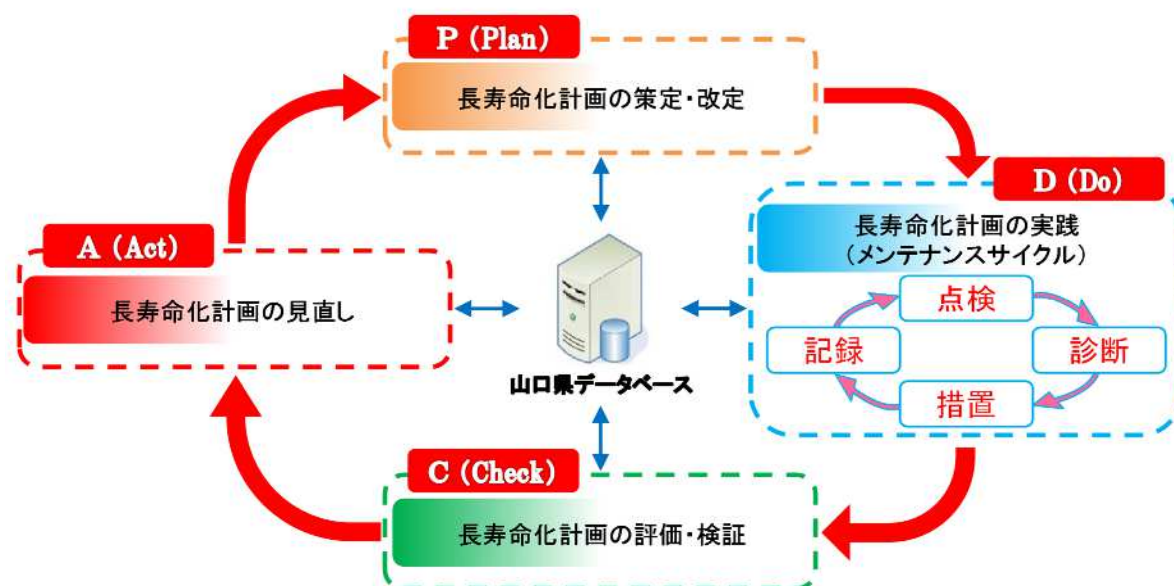 P (Plan)
長寿命化計画の策定・改定
D (Do)
長寿命化計画の実践
(メンテナンスサイクル)
点検
診断
措置
記録
C (Check)
長寿命化計画の評価・検証
A (Act)
長寿命化計画の見直し
山口県データベース